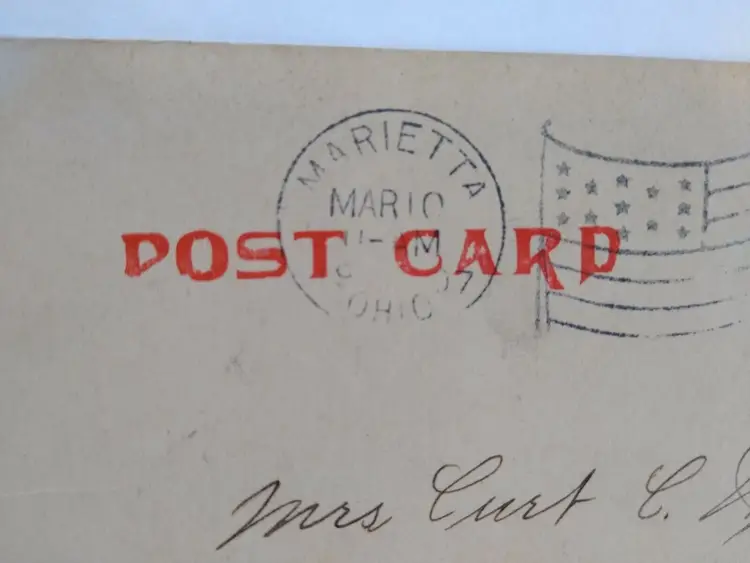 MARIETTA
MAR 10
POST CARD
OHIO
Mrs Curt C.